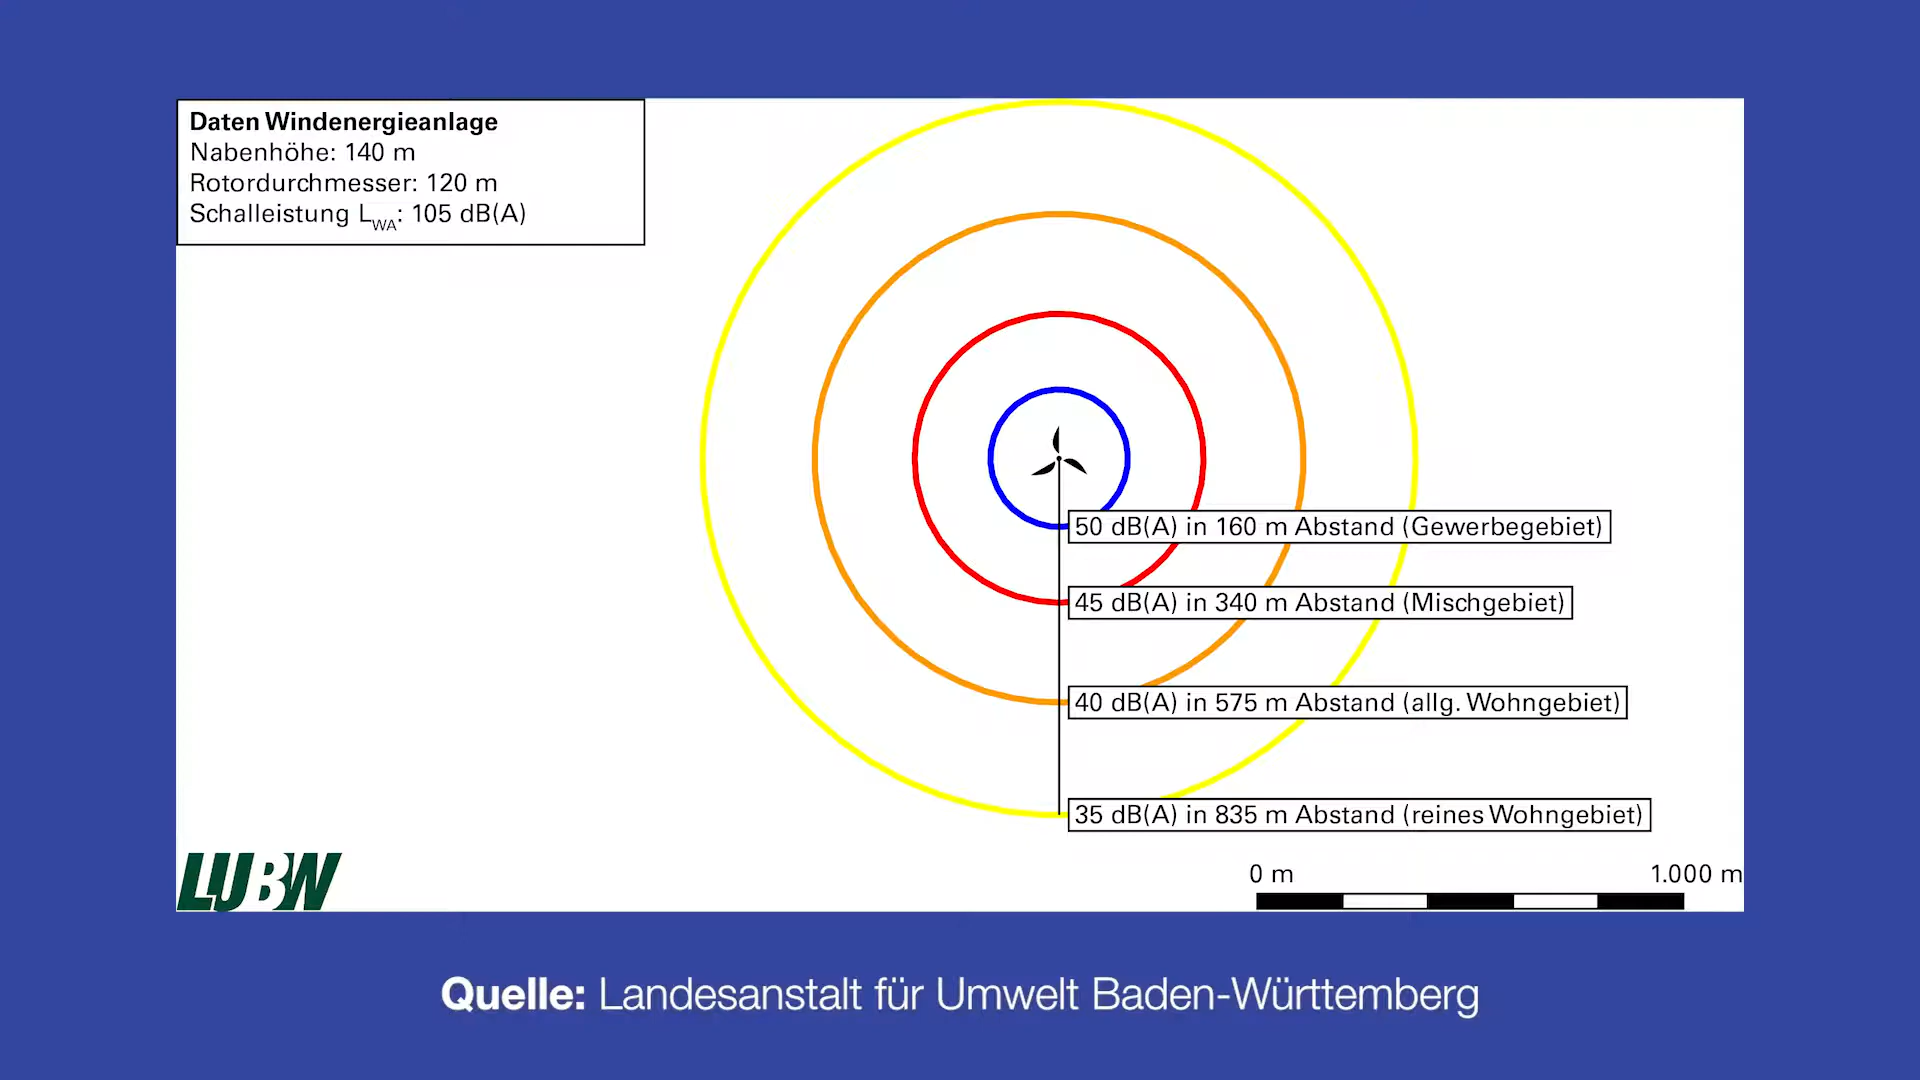 Daten Windenergieanlage
Nabenhöhe: 140 m
Rotordurchmesser: 120 m
Schalleistung LWA: 105 dB(A)
50 dB(A) in 160 m Abstand (Gewerbegebiet)
45 dB(A) in 340 m Abstand (Mischgebiet)
40 dB(A) in 575 m Abstand (allg. Wohngebiet)
35 dB(A) in 835 m Abstand (reines Wohngebiet)
0 m 1.000 m
LUBW
Quelle: Landesanstalt für Umwelt Baden-Württemberg